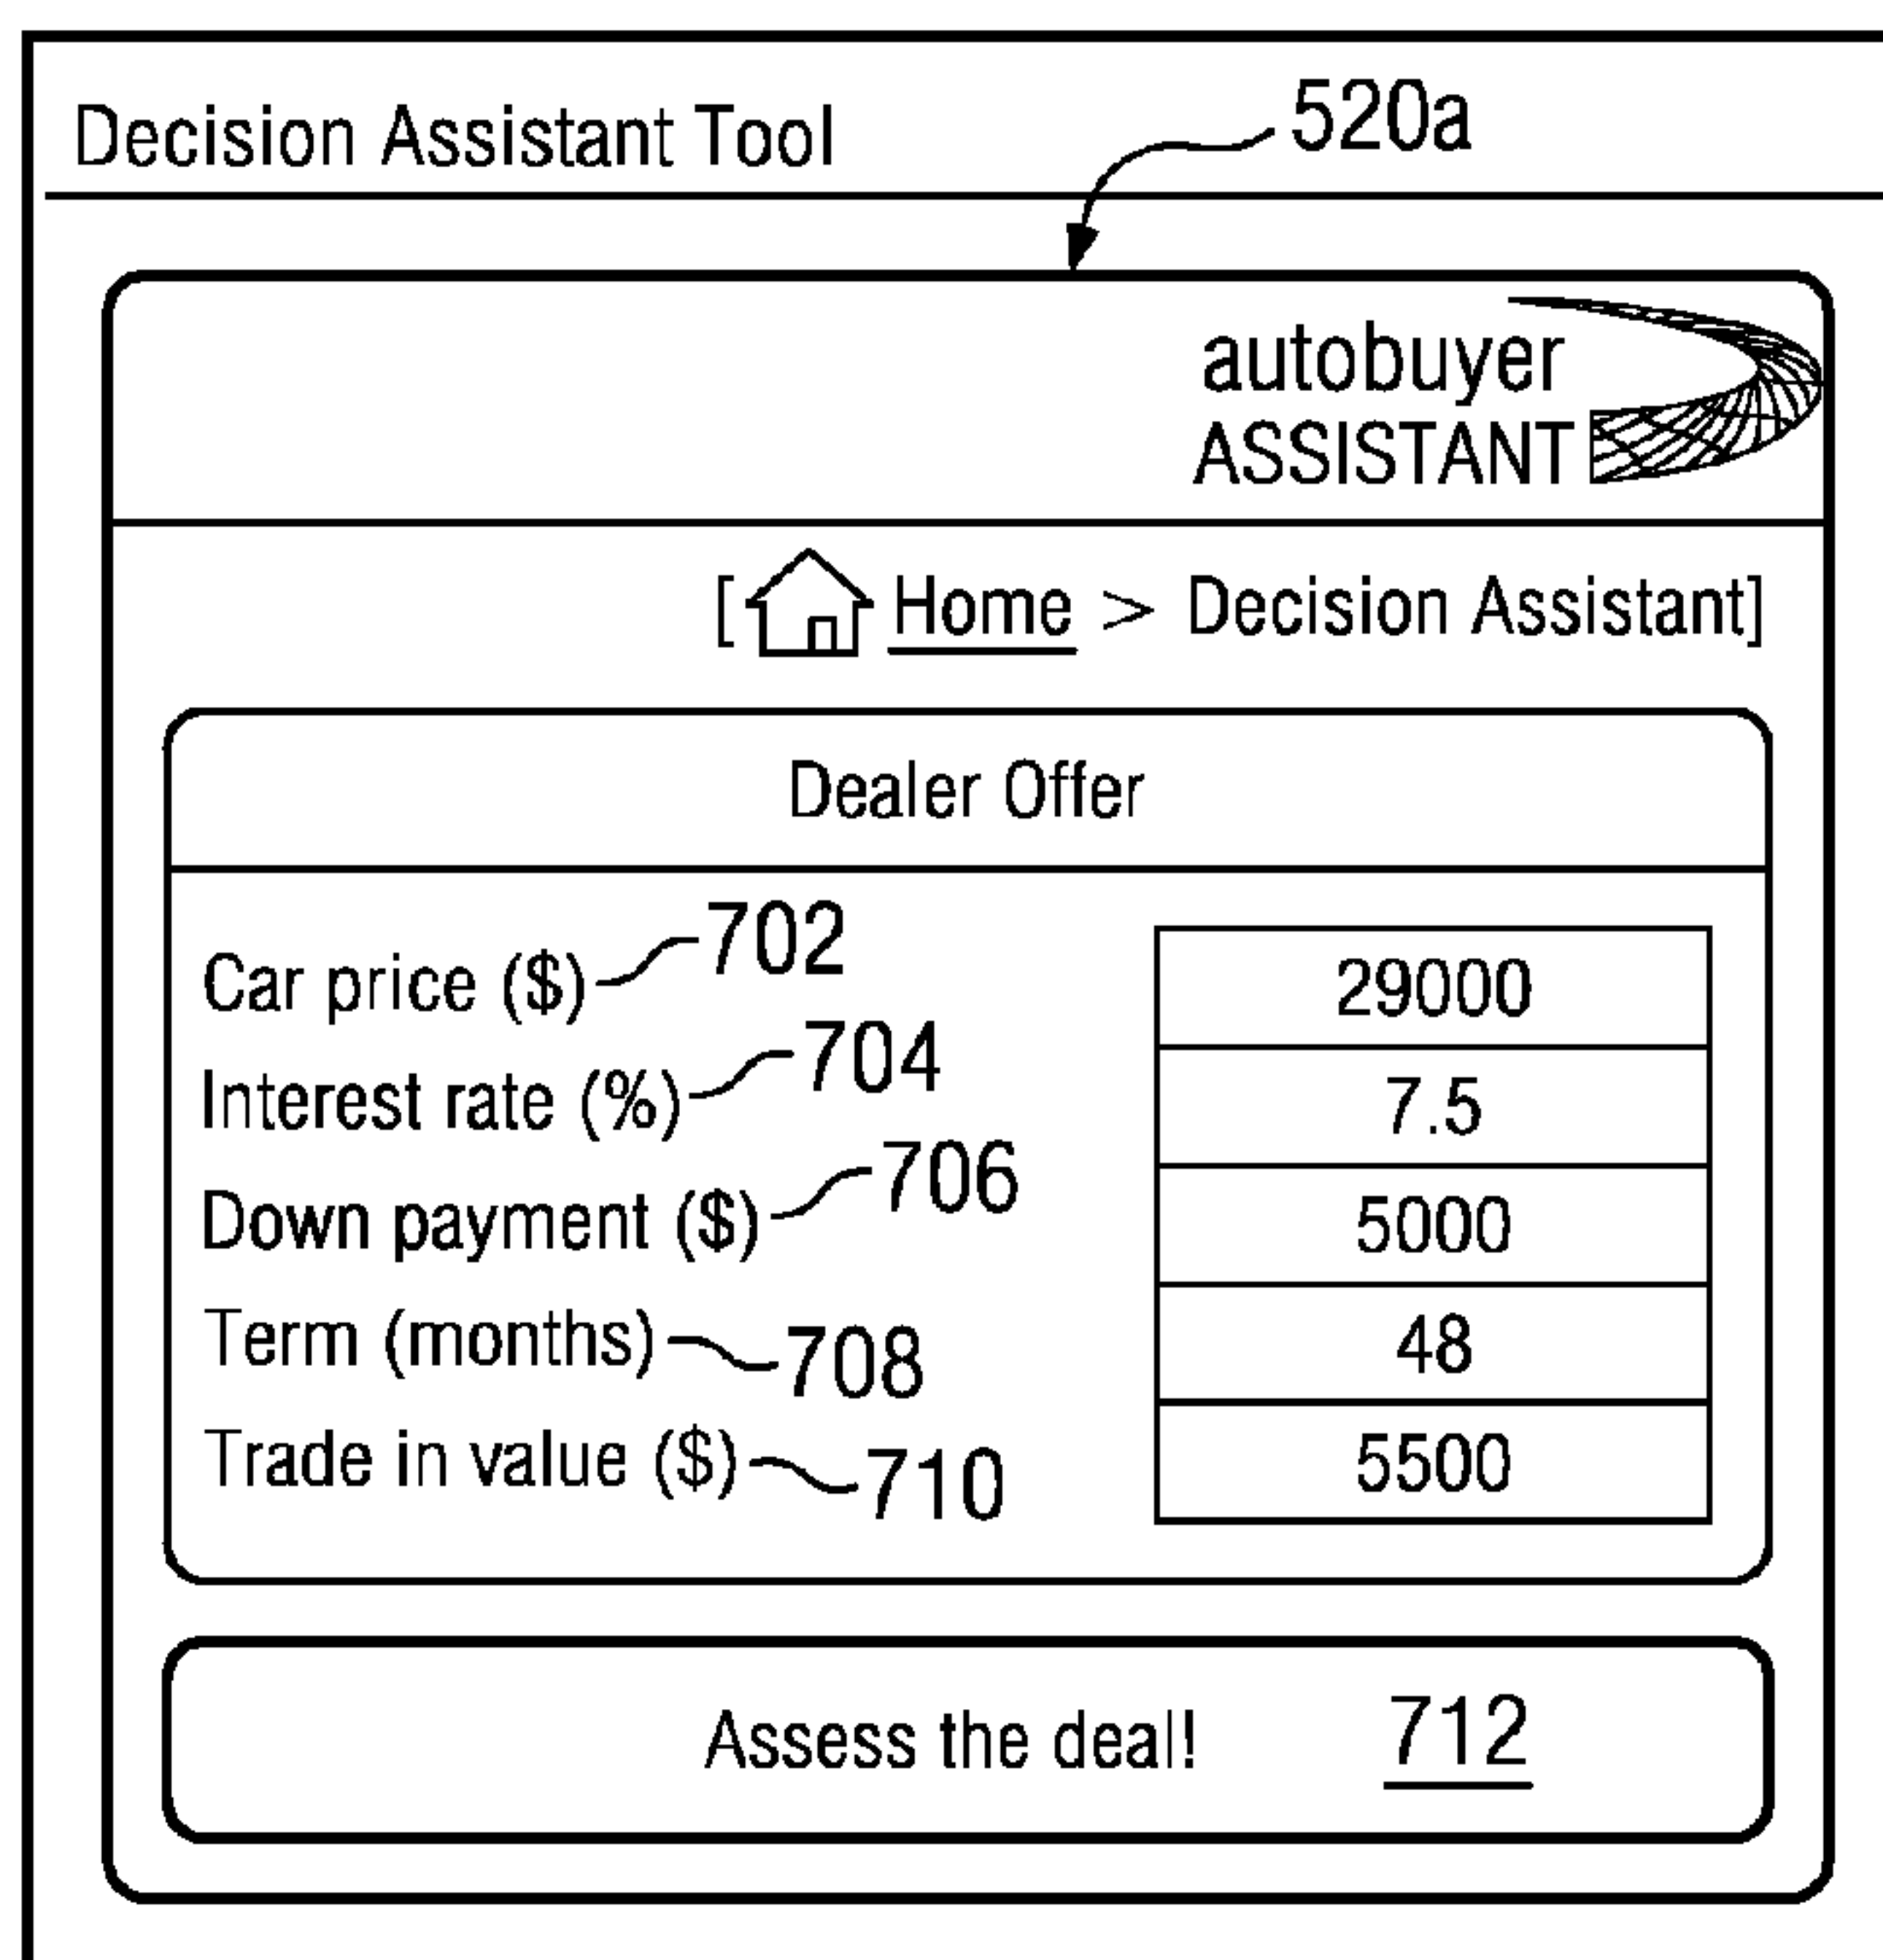 Decision Assistant Tool
520a
autobuyer
ASSISTANT
[Home > Decision Assistant]
Dealer Offer
Car price ($) 702 29000
Interest rate (%) 704 7.5
Down payment ($) 706 5000
Term (months) 708 48
Trade in value ($) 710 5500
Assess the deal! 712